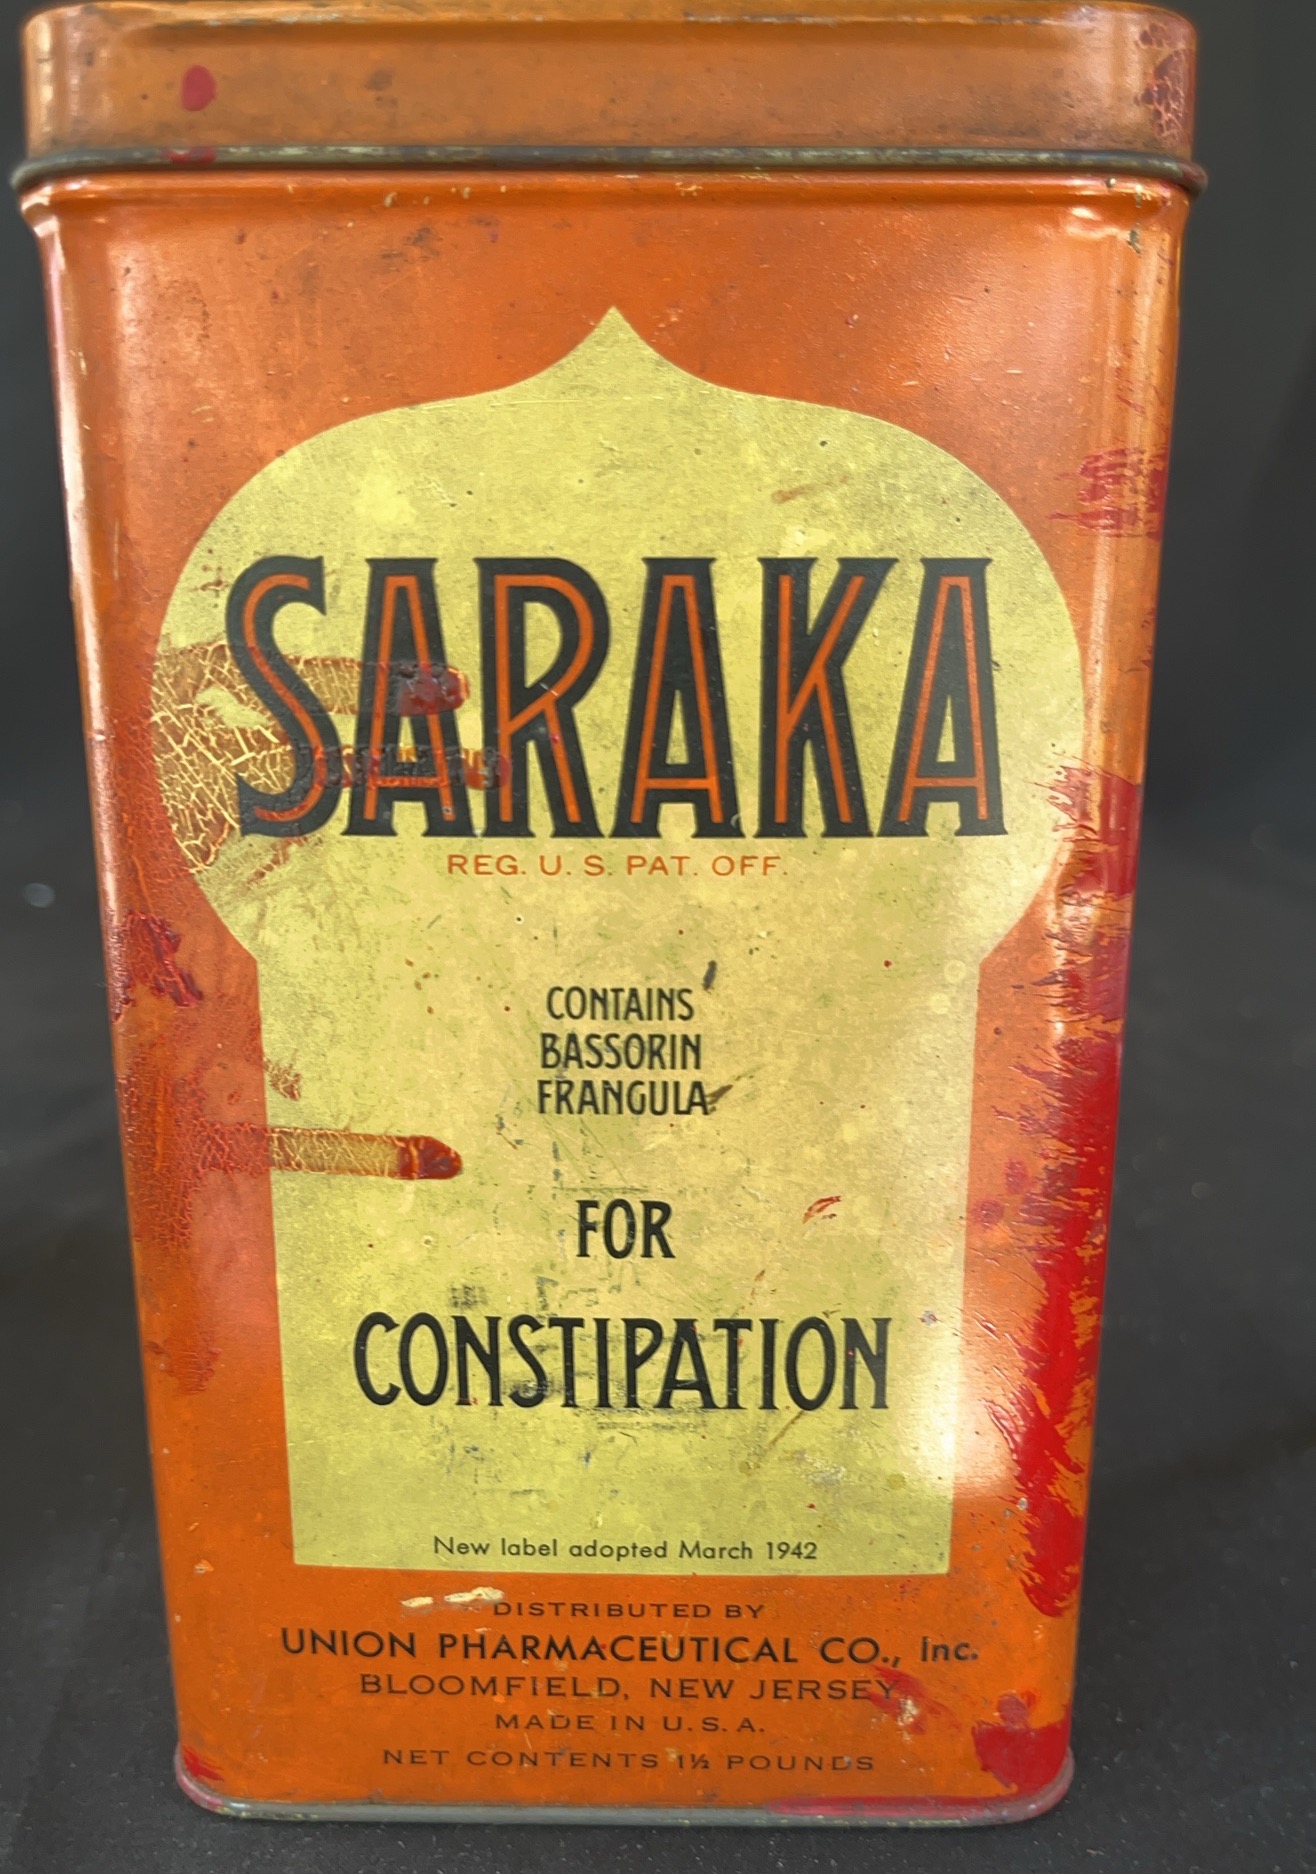 SARAKA
REG. U. S. PAT. OFF.
CONTAINS
BASSORIN
FRANGULA
FOR
CONSTIPATION
New label adopted March 1942
DISTRIBUTED BY
UNION PHARMACEUTICAL CO., Inc.
BLOOMFIELD, NEW JERSEY
MADE IN U. S. A.
NET CONTENTS 1½ POUNDS